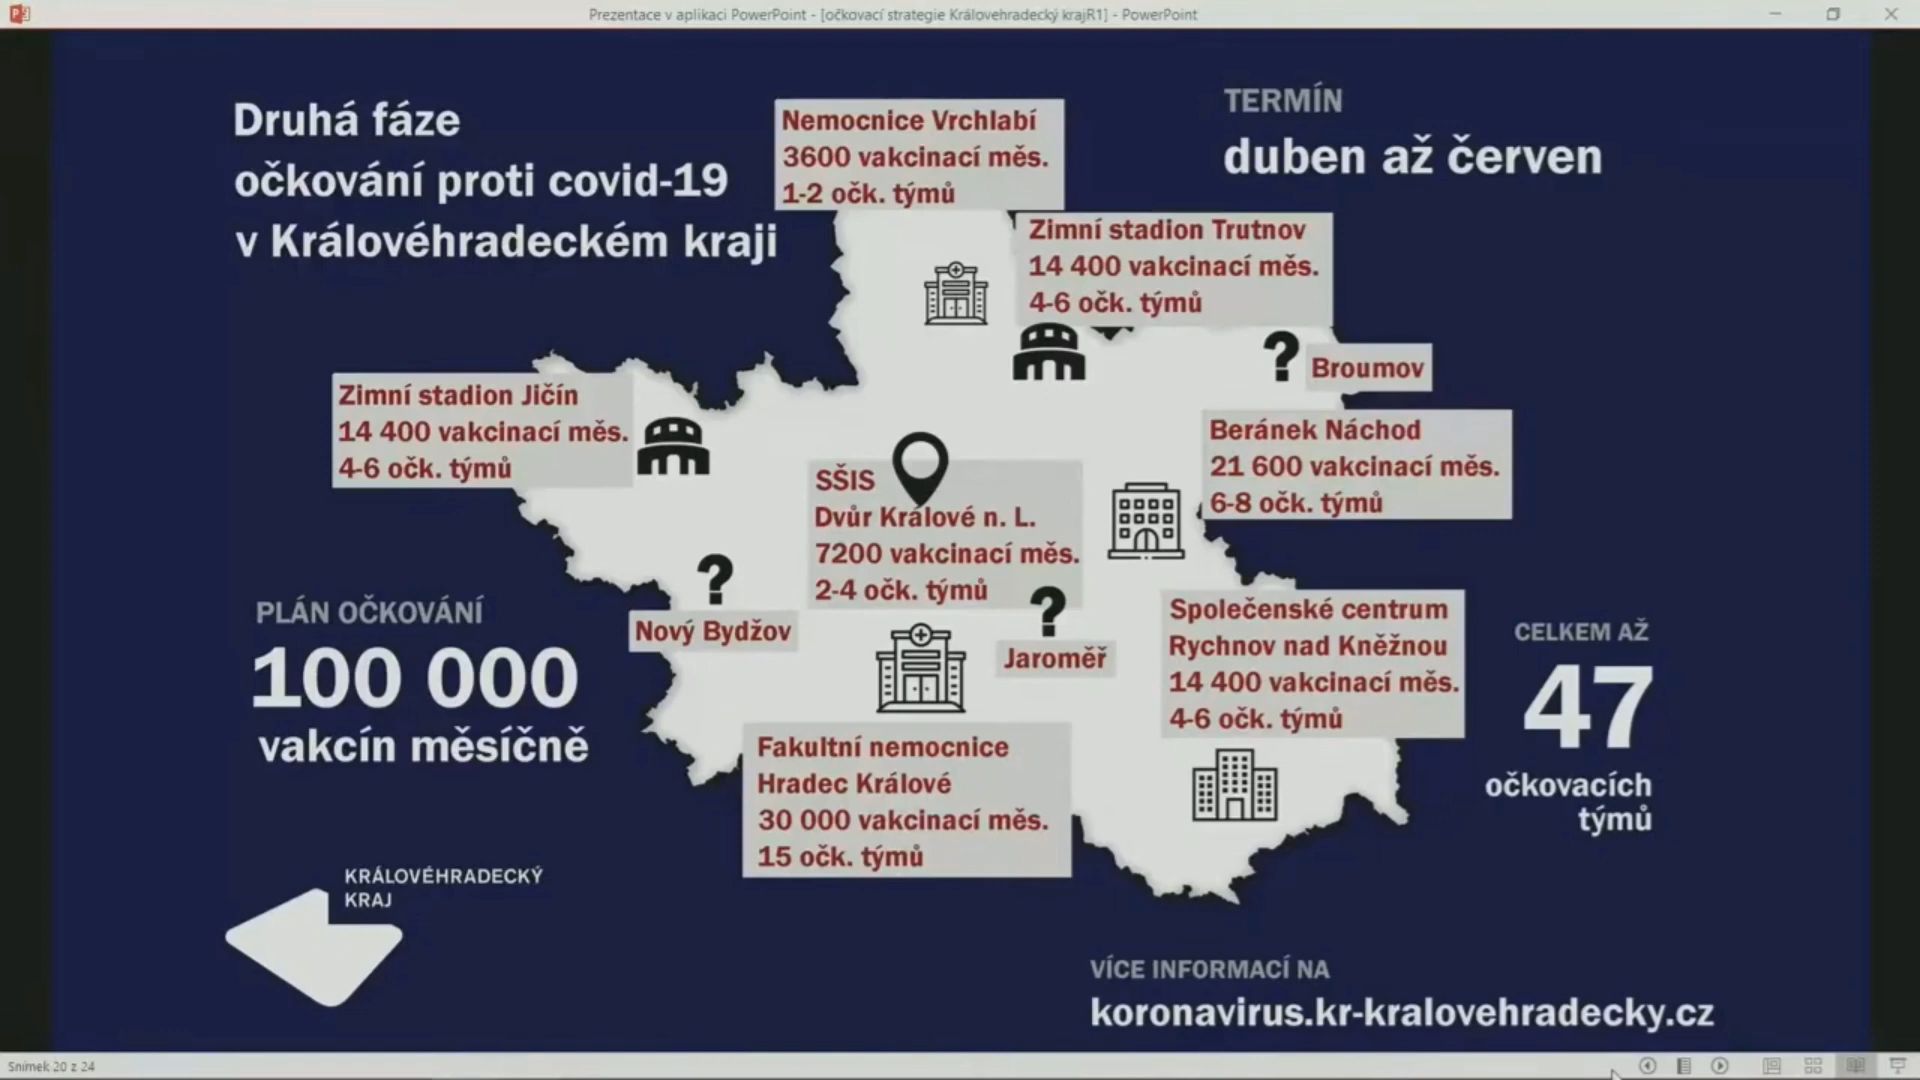 Prezentace v aplikaci PowerPoint - [očkovací strategie Královehradecký krajR1] - PowerPoint
Druhá fáze
očkování proti covid-19
v Královéhradeckém kraji
TERMÍN
duben až červen
Nemocnice Vrchlabí
3600 vakcinací měs.
1-2 očk. týmů
Zimní stadion Trutnov
14 400 vakcinací měs.
4-6 očk. týmů
? Broumov
Zimní stadion Jičín
14 400 vakcinací měs.
4-6 očk. týmů
Beránek Náchod
21 600 vakcinací měs.
6-8 očk. týmů
SŠIS
Dvůr Králové n. L.
7200 vakcinací měs.
2-4 očk. týmů
?
Nový Bydžov
?
Jaroměř
Společenské centrum
Rychnov nad Kněžnou
14 400 vakcinací měs.
4-6 očk. týmů
PLÁN OČKOVÁNÍ
100 000
vakcín měsíčně
CELKEM AŽ
47
očkovacích
týmů
Fakultní nemocnice
Hradec Králové
30 000 vakcinací měs.
15 očk. týmů
KRÁLOVÉHRADECKÝ
KRAJ
VÍCE INFORMACÍ NA
koronavirus.kr-kralovehradecky.cz
Snímek 20 z 24